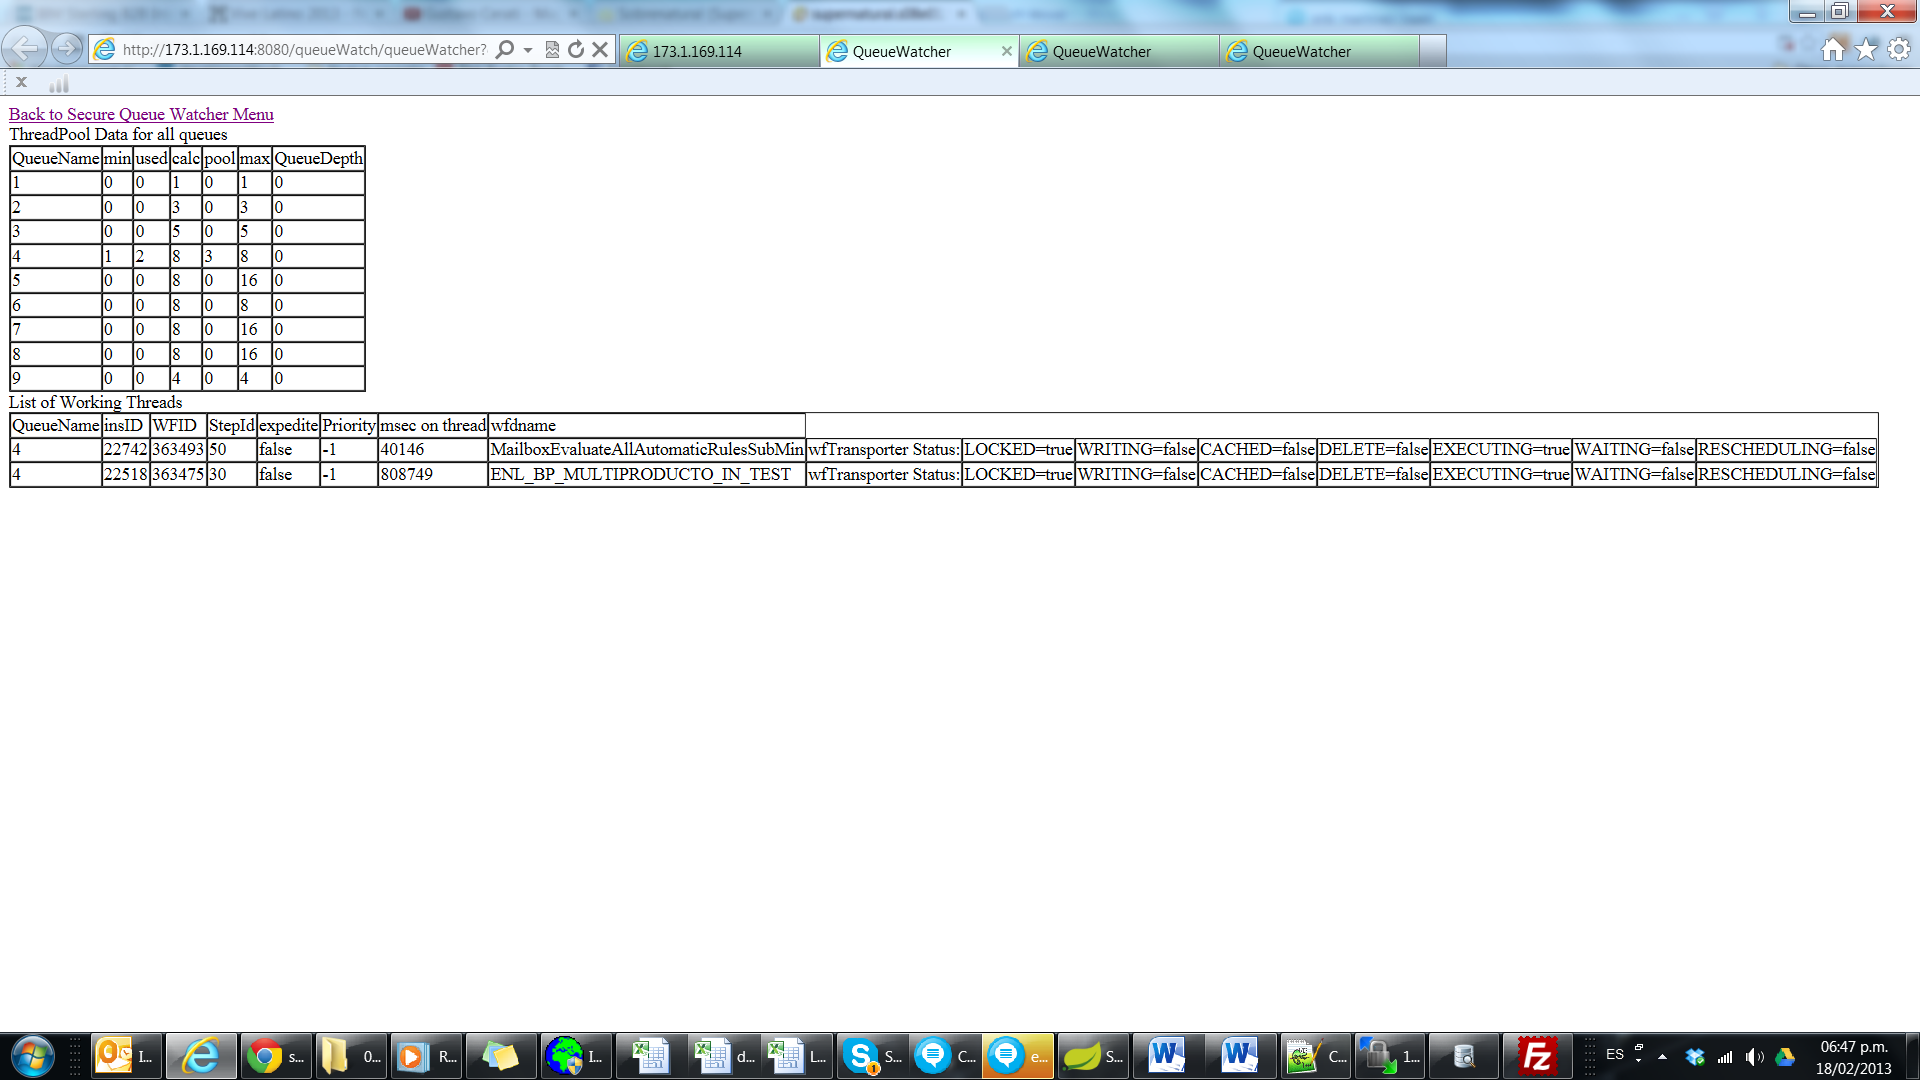 http://173.1.169.114:8080/queueWatch/queueWatcher? 173.1.169.114 QueueWatcher QueueWatcher QueueWatcher
Back to Secure Queue Watcher Menu
ThreadPool Data for all queues
QueueName min used calc pool max QueueDepth
1 0 0 1 0 1 0
2 0 0 3 0 3 0
3 0 0 5 0 5 0
4 1 2 8 3 8 0
5 0 0 8 0 16 0
6 0 0 8 0 8 0
7 0 0 8 0 16 0
8 0 0 8 0 16 0
9 0 0 4 0 4 0
List of Working Threads
QueueName insID WFID StepId expedite Priority msec on thread wfdname
4 22742 363493 50 false -1 40146 MailboxEvaluateAllAutomaticRulesSubMin wfTransporter Status: LOCKED=true WRITING=false CACHED=false DELETE=false EXECUTING=true WAITING=false RESCHEDULING=false
4 22518 363475 30 false -1 808749 ENL_BP_MULTIPRODUCTO_IN_TEST wfTransporter Status: LOCKED=true WRITING=false CACHED=false DELETE=false EXECUTING=true WAITING=false RESCHEDULING=false
I... s... 0... R... I... d... L... S... C... e... S... C... 1... ES 06:47 p.m.
18/02/2013